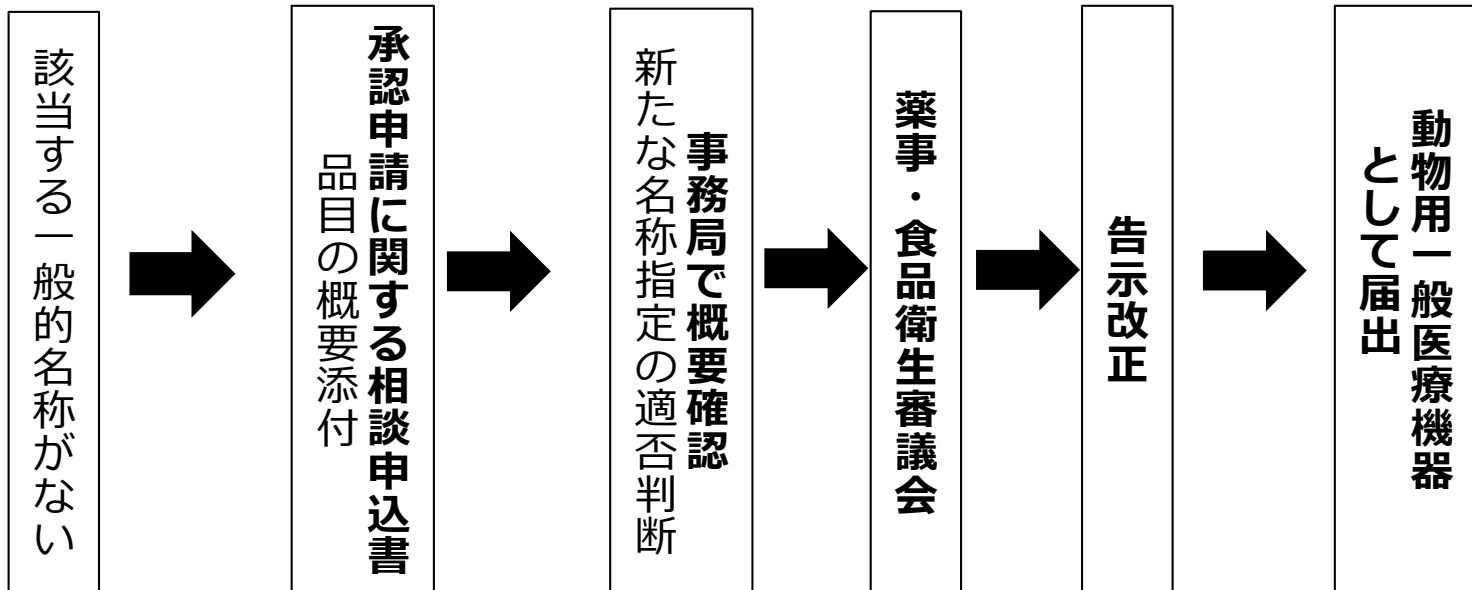 該当する一般的名称がない
承認申請に関する相談申込書
品目の概要添付
事務局で概要確認
新たな名称指定の適否判断
薬事・食品衛生審議会
告示改正
動物用一般医療機器
として届出